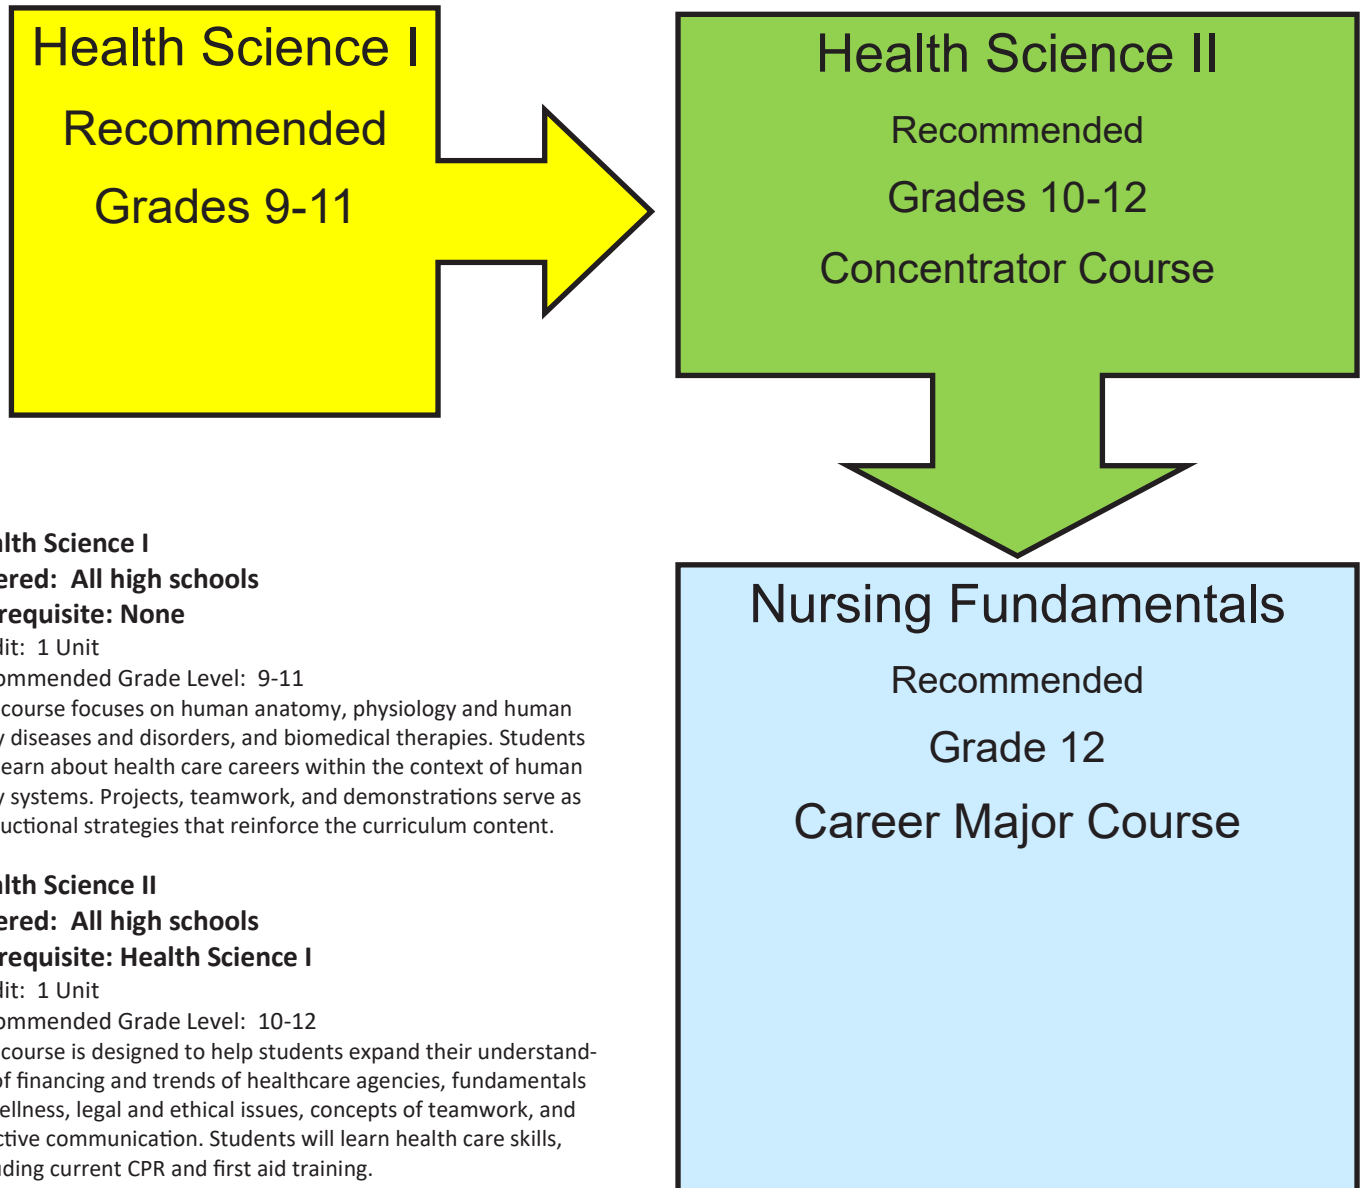 Health Science I
Recommended
Grades 9-11
Health Science II
Recommended
Grades 10-12
Concentrator Course
Nursing Fundamentals
Recommended
Grade 12
Career Major Course
alth Science I
ered: All high schools
requisite: None
dit: 1 Unit
ommended Grade Level: 9-11
course focuses on human anatomy, physiology and human
y diseases and disorders, and biomedical therapies. Students
earn about health care careers within the context of human
y systems. Projects, teamwork, and demonstrations serve as
uctional strategies that reinforce the curriculum content.
alth Science II
ered: All high schools
requisite: Health Science I
dit: 1 Unit
ommended Grade Level: 10-12
course is designed to help students expand their understand-
of financing and trends of healthcare agencies, fundamentals
ellness, legal and ethical issues, concepts of teamwork, and
ctive communication. Students will learn health care skills,
uding current CPR and first aid training.